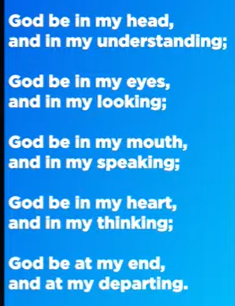 God be in my head,
and in my understanding;
God be in my eyes,
and in my looking;
God be in my mouth,
and in my speaking;
God be in my heart,
and in my thinking;
God be at my end,
and at my departing.